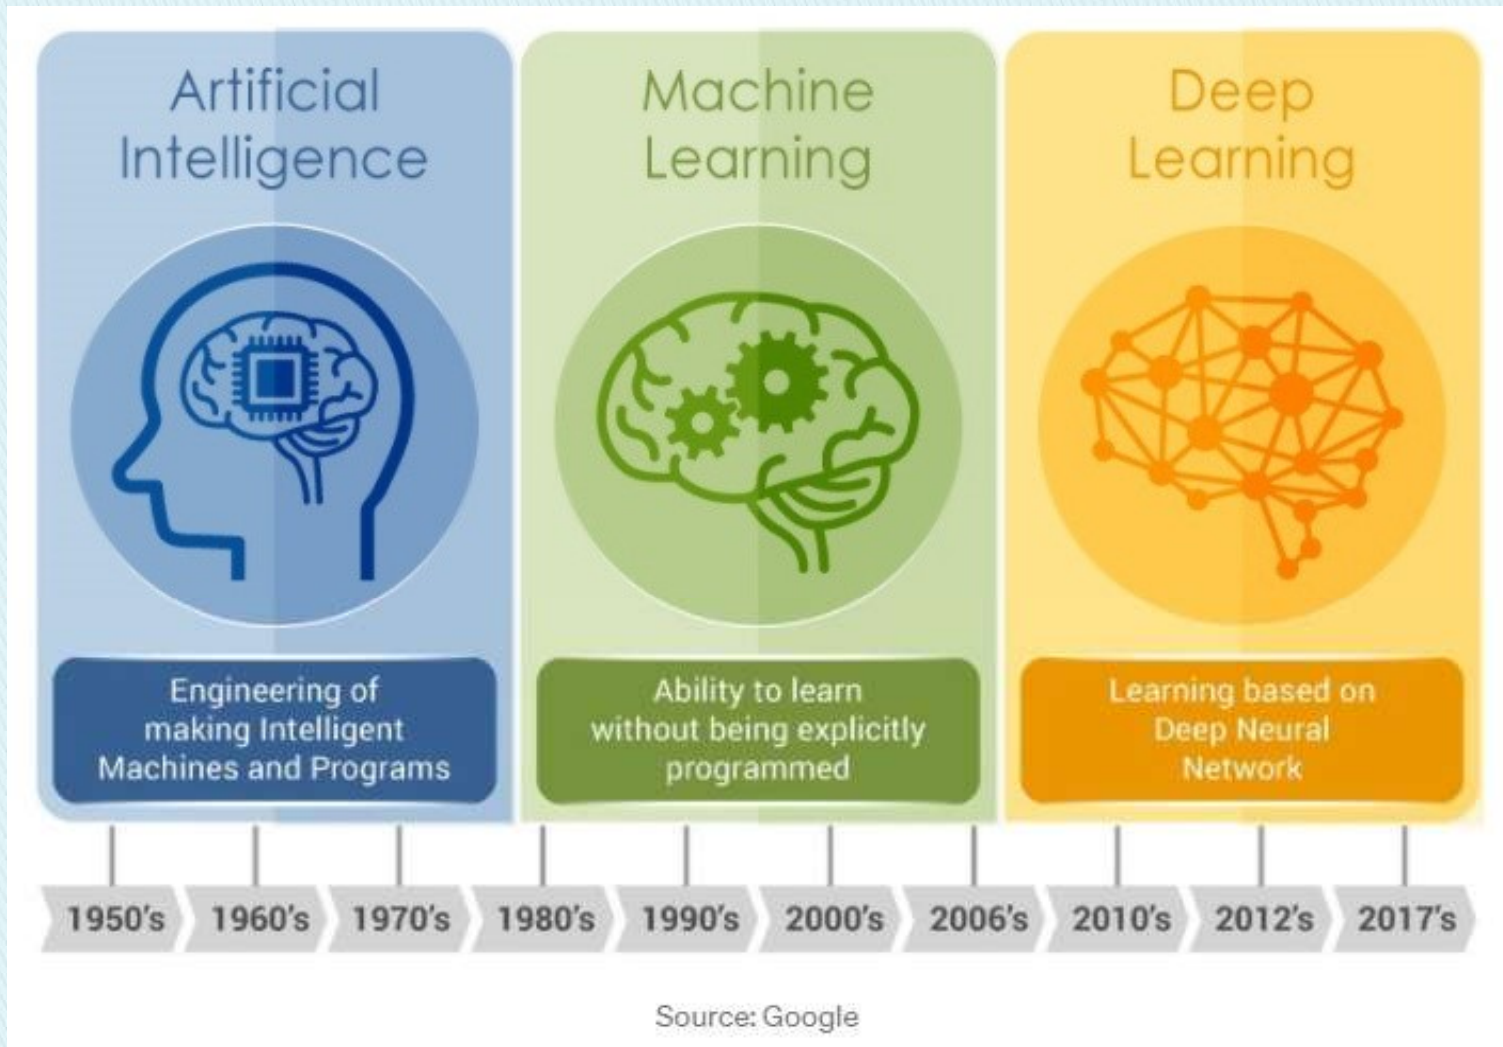 Artificial
Intelligence
Machine
Learning
Deep
Learning
Engineering of
making Intelligent
Machines and Programs
Ability to learn
without being explicitly
programmed
Learning based on
Deep Neural
Network
1950's
1960's
1970's
1980's
1990's
2000's
2006's
2010's
2012's
2017's
Source: Google